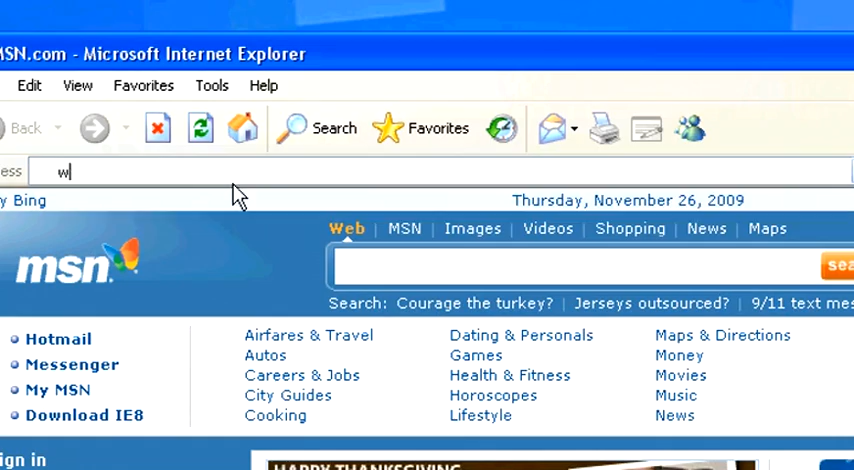 MSN.com - Microsoft Internet Explorer
Edit View Favorites Tools Help
Back Search Favorites
ess w
y Bing Thursday, November 26, 2009
Web | MSN | Images | Videos | Shopping | News | Maps
msn.
sea
Search: Courage the turkey? | Jerseys outsourced? | 9/11 text mes
Hotmail
Messenger
My MSN
Download IE8
Airfares & Travel
Autos
Careers & Jobs
City Guides
Cooking
Dating & Personals
Games
Health & Fitness
Horoscopes
Lifestyle
Maps & Directions
Money
Movies
Music
News
ign in
HAPPY THANKSGIVING